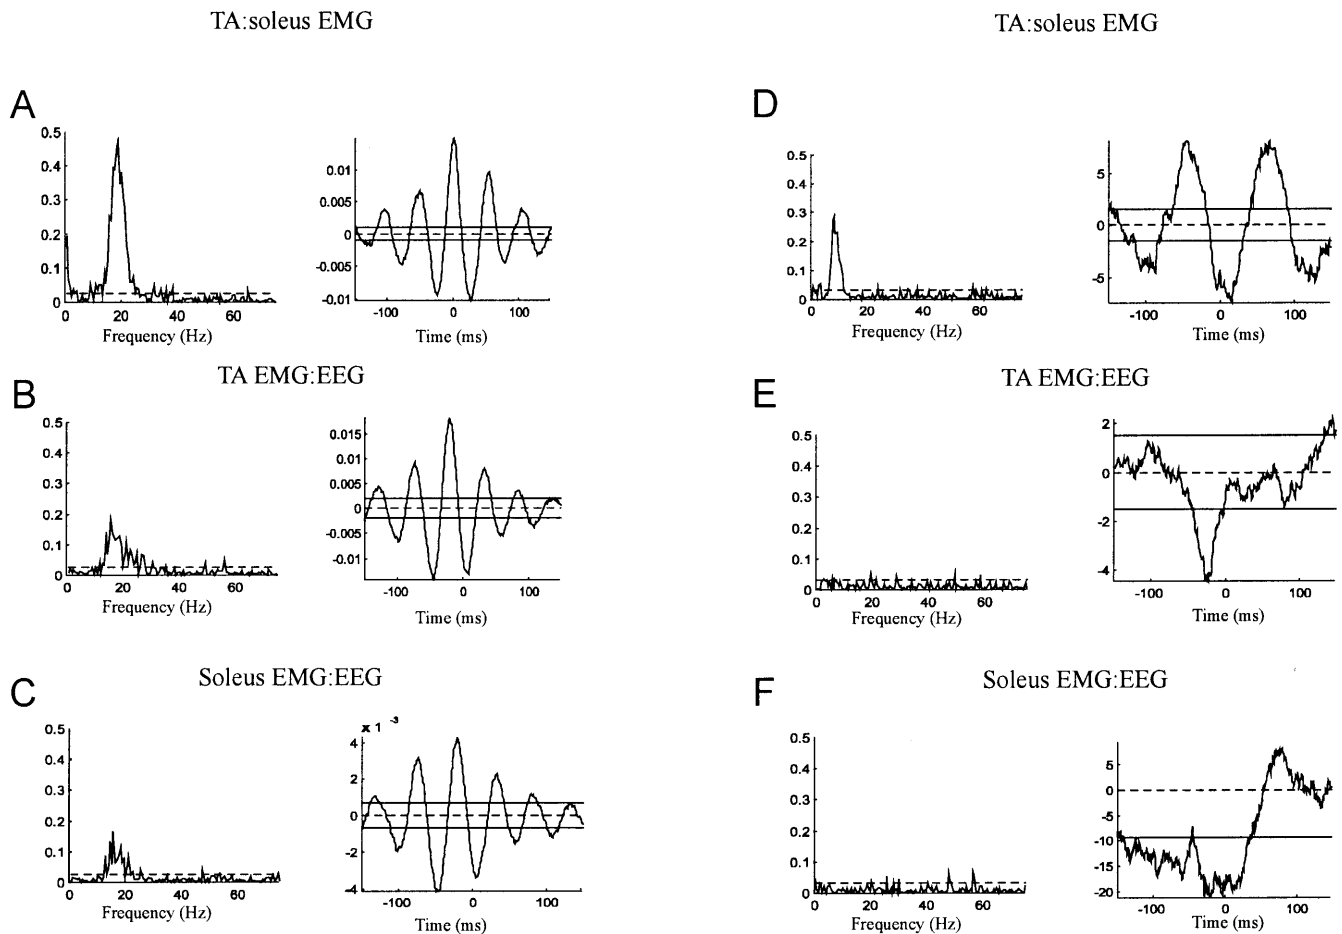 TA:soleus EMG
TA:soleus EMG
A
0.5
0.4
0.3
0.2
0.1
0
0 20 40 60
Frequency (Hz)
0.01
0.005
0
-0.005
-0.01
-100 0 100
Time (ms)
D
0.5
0.4
0.3
0.2
0.1
0
0 20 40 60
Frequency (Hz)
5
0
-5
-100 0 100
Time (ms)
TA EMG:EEG
TA EMG:EEG
B
0.5
0.4
0.3
0.2
0.1
0
0 20 40 60
Frequency (Hz)
0.015
0.01
0.005
0
-0.005
-0.01
-100 0 100
Time (ms)
E
0.5
0.4
0.3
0.2
0.1
0
0 20 40 60
Frequency (Hz)
2
0
-2
-4
-100 0 100
Time (ms)
Soleus EMG:EEG
Soleus EMG:EEG
C
0.5
0.4
0.3
0.2
0.1
0
0 20 40 60
Frequency (Hz)
x 1 -3
4
2
0
-2
-4
-100 0 100
Time (ms)
F
0.5
0.4
0.3
0.2
0.1
0
0 20 40 60
Frequency (Hz)
5
0
-5
-10
-15
-20
-100 0 100
Time (ms)